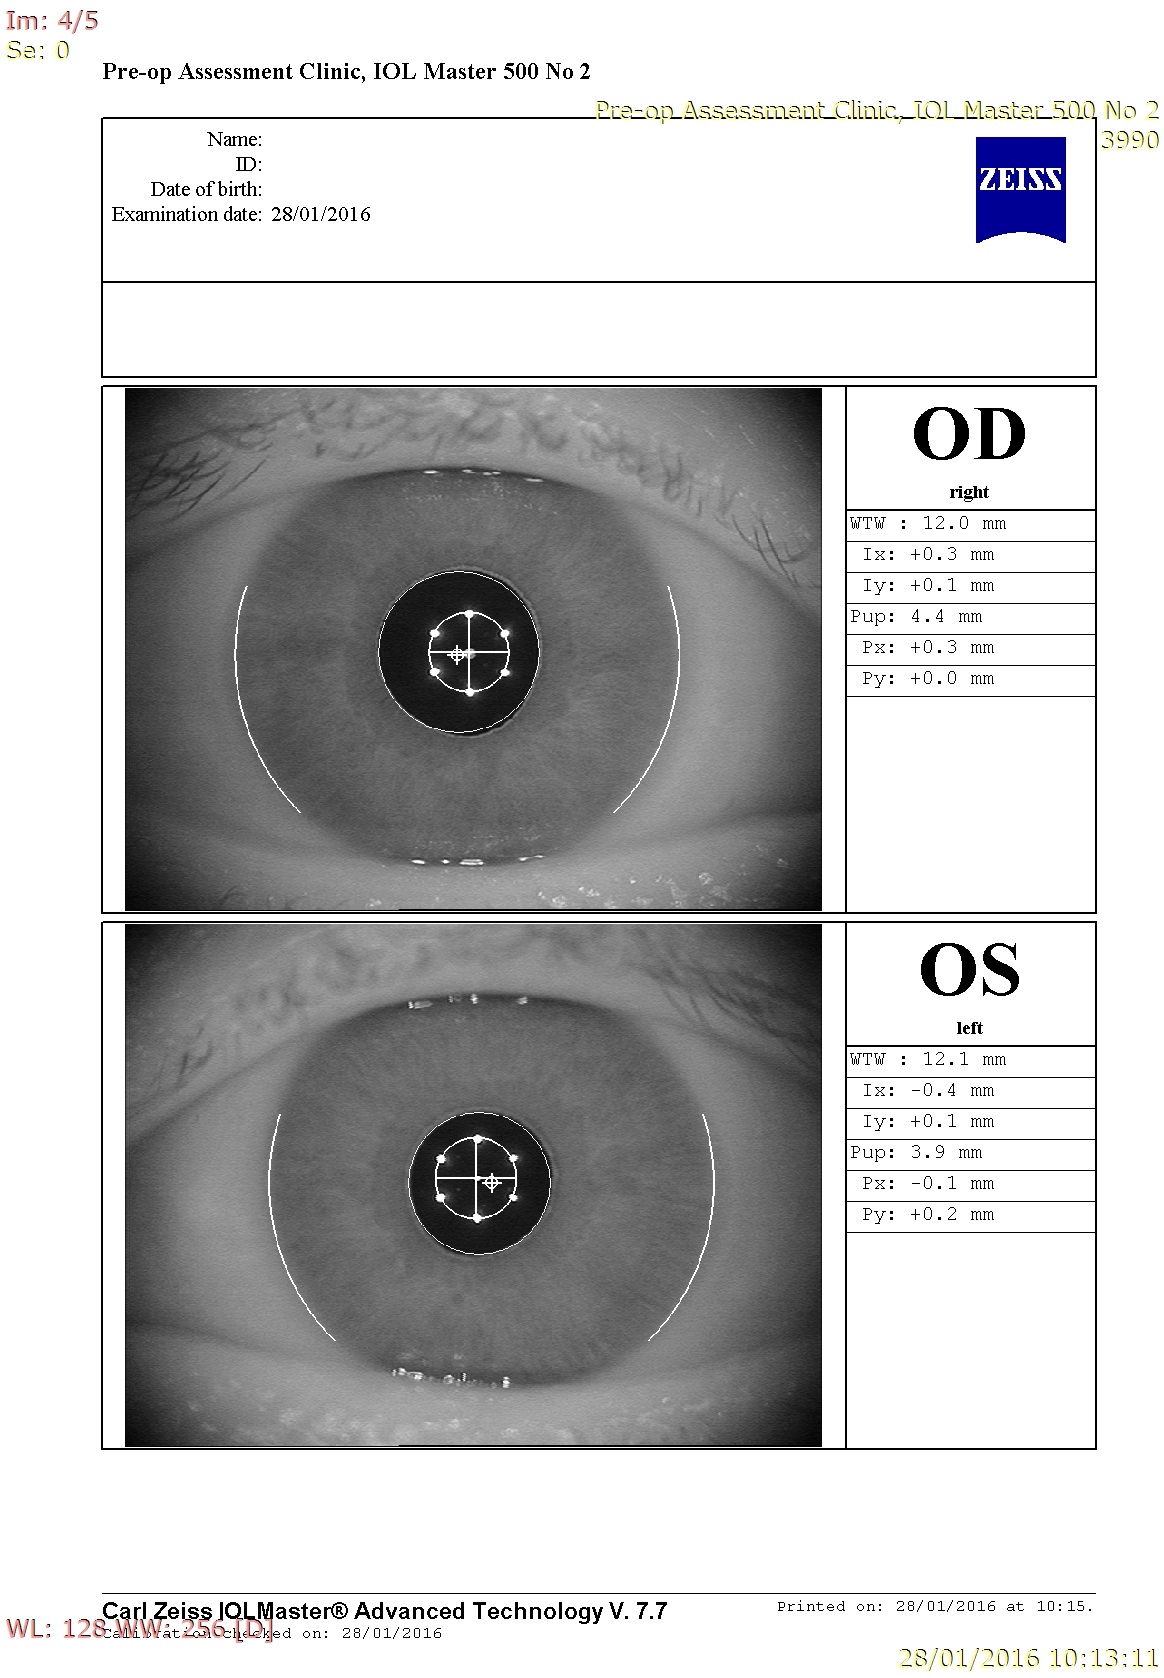 Im: 4/5
Se: 0
Pre-op Assessment Clinic, IOL Master 500 No 2
Pre-op Assessment Clinic, IOL Master 500 No 2
3990
Name:
ID:
Date of birth:
Examination date: 28/01/2016
ZEISS
OD
right
WTW : 12.0 mm
Ix: +0.3 mm
Iy: +0.1 mm
Pup: 4.4 mm
Px: +0.3 mm
Py: +0.0 mm
OS
left
WTW : 12.1 mm
Ix: -0.4 mm
Iy: +0.1 mm
Pup: 3.9 mm
Px: -0.1 mm
Py: +0.2 mm
Carl Zeiss IOLMaster® Advanced Technology V. 7.7
Printed on: 28/01/2016 at 10:15.
WL: 128 WW: 256 [D]
Calibration checked on: 28/01/2016
28/01/2016 10:13:11